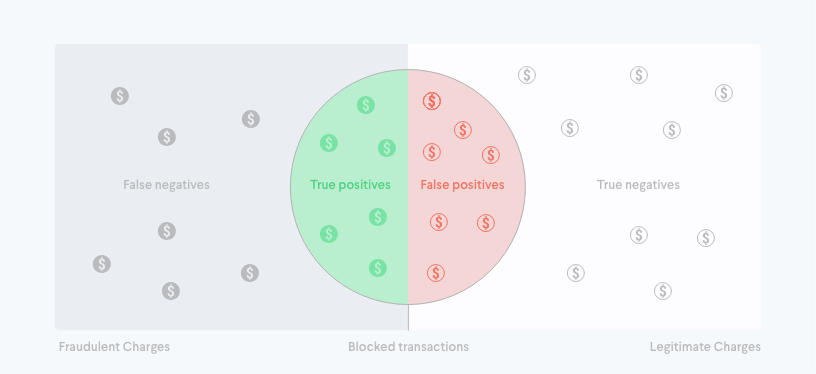 False negatives
True positives
False positives
True negatives
Fraudulent Charges
Blocked transactions
Legitimate Charges